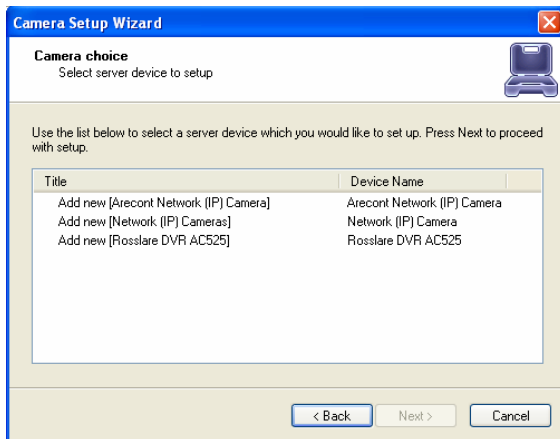 Camera Setup Wizard
Camera choice
Select server device to setup
Use the list below to select a server device which you would like to set up. Press Next to proceed
with setup.
Title Device Name
Add new [Arecont Network (IP) Camera] Arecont Network (IP) Camera
Add new [Network (IP) Cameras] Network (IP) Camera
Add new [Rosslare DVR AC525] Rosslare DVR AC525
< Back Next > Cancel